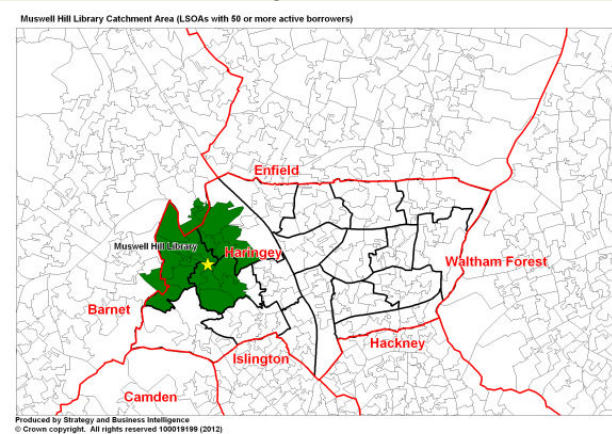 Muswell Hill Library Catchment Area (LSOAs with 50 or more active borrowers)
Enfield
Muswell Hill Library
Haringey
Waltham Forest
Barnet
Hackney
Islington
Camden
Produced by Strategy and Business Intelligence
© Crown copyright. All rights reserved 100019199 (2012)